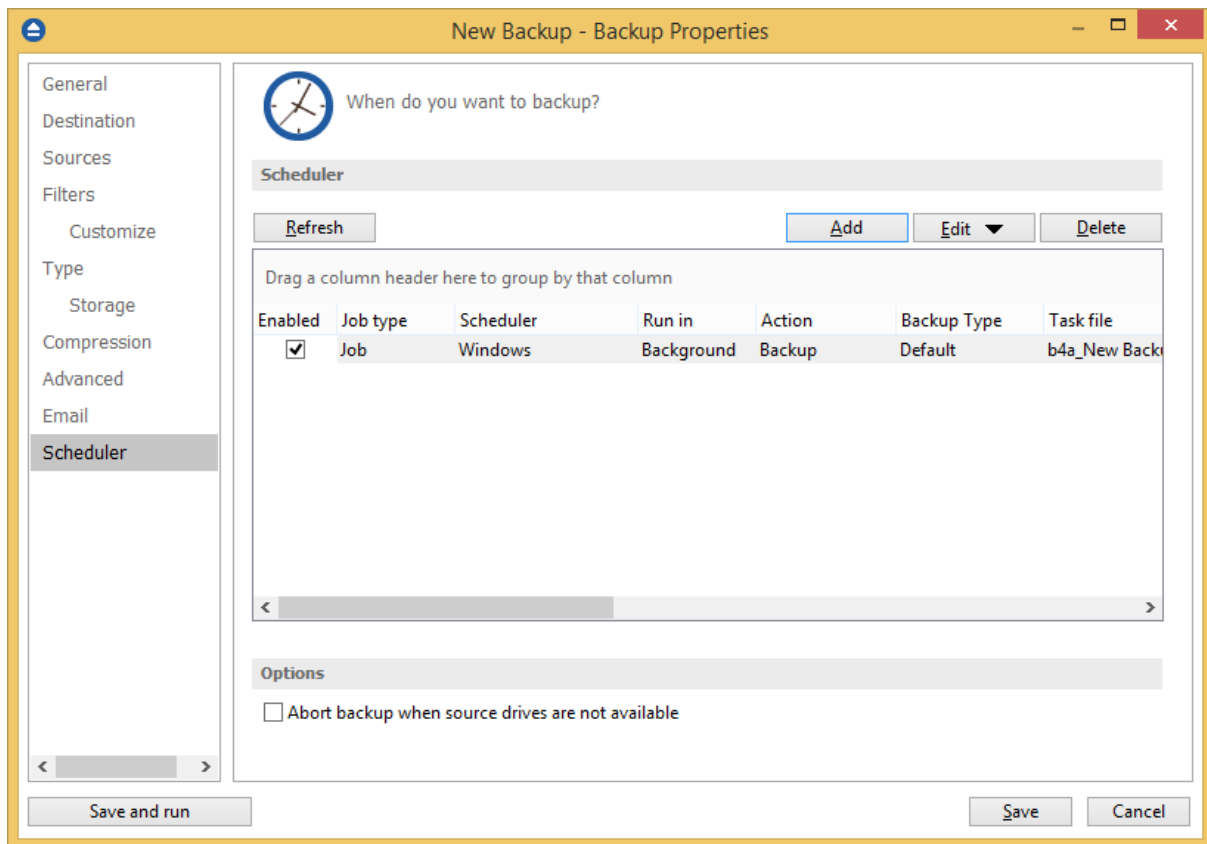 New Backup - Backup Properties
General
Destination
Sources
Filters
Customize
Type
Storage
Compression
Advanced
Email
Scheduler
When do you want to backup?
Scheduler
Refresh Add Edit Delete
Drag a column header here to group by that column
Enabled Job type Scheduler Run in Action Backup Type Task file
Job Windows Background Backup Default b4a_New Back
Options
Abort backup when source drives are not available
Save and run Save Cancel